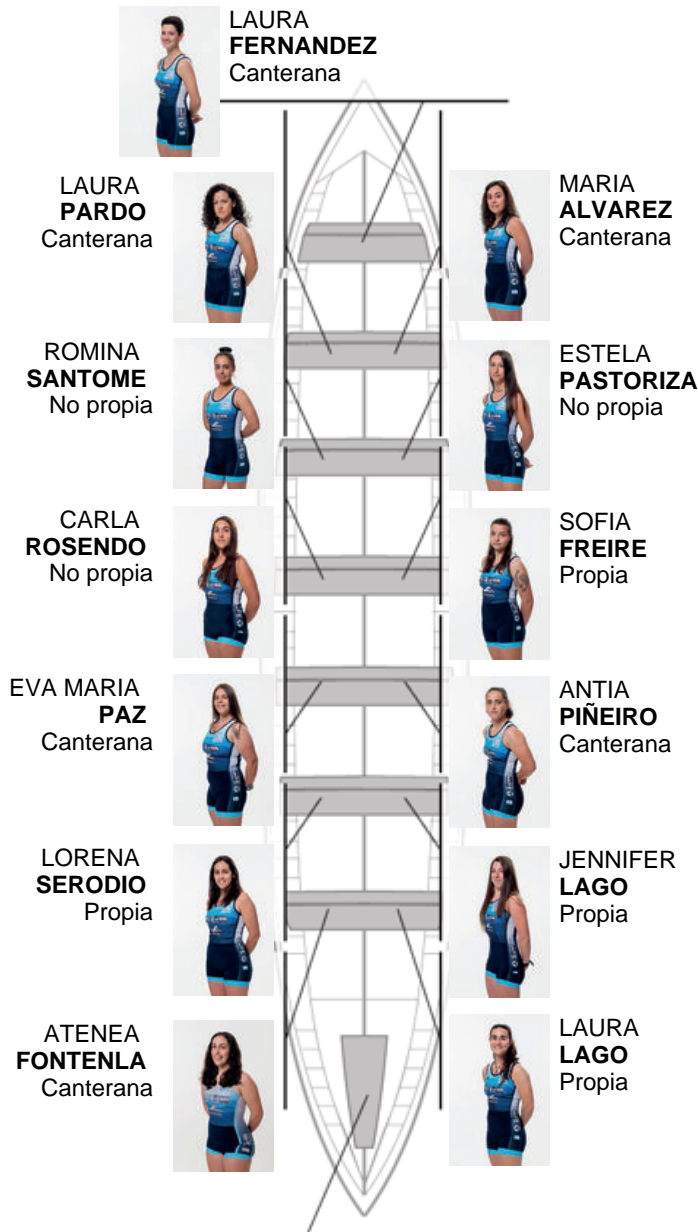 LAURA
FERNANDEZ
Canterana
LAURA
PARDO
Canterana
MARIA
ALVAREZ
Canterana
ROMINA
SANTOME
No propia
ESTELA
PASTORIZA
No propia
CARLA
ROSENDO
No propia
SOFIA
FREIRE
Propia
EVA MARIA
PAZ
Canterana
ANTIA
PIÑEIRO
Canterana
LORENA
SERODIO
Propia
JENNIFER
LAGO
Propia
ATENEA
FONTENLA
Canterana
LAURA
LAGO
Propia